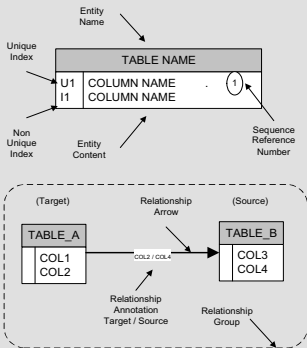 Entity
Name
Unique
Index
TABLE NAME
U1 COLUMN NAME . 1
I1 COLUMN NAME
Non
Unique
Index
Entity
Content
Sequence
Reference
Number
(Target)
Relationship
Arrow
(Source)
TABLE_A
TABLE_B
COL1
COL2
COL2 / COL4
COL3
COL4
Relationship
Annotation
Target / Source
Relationship
Group